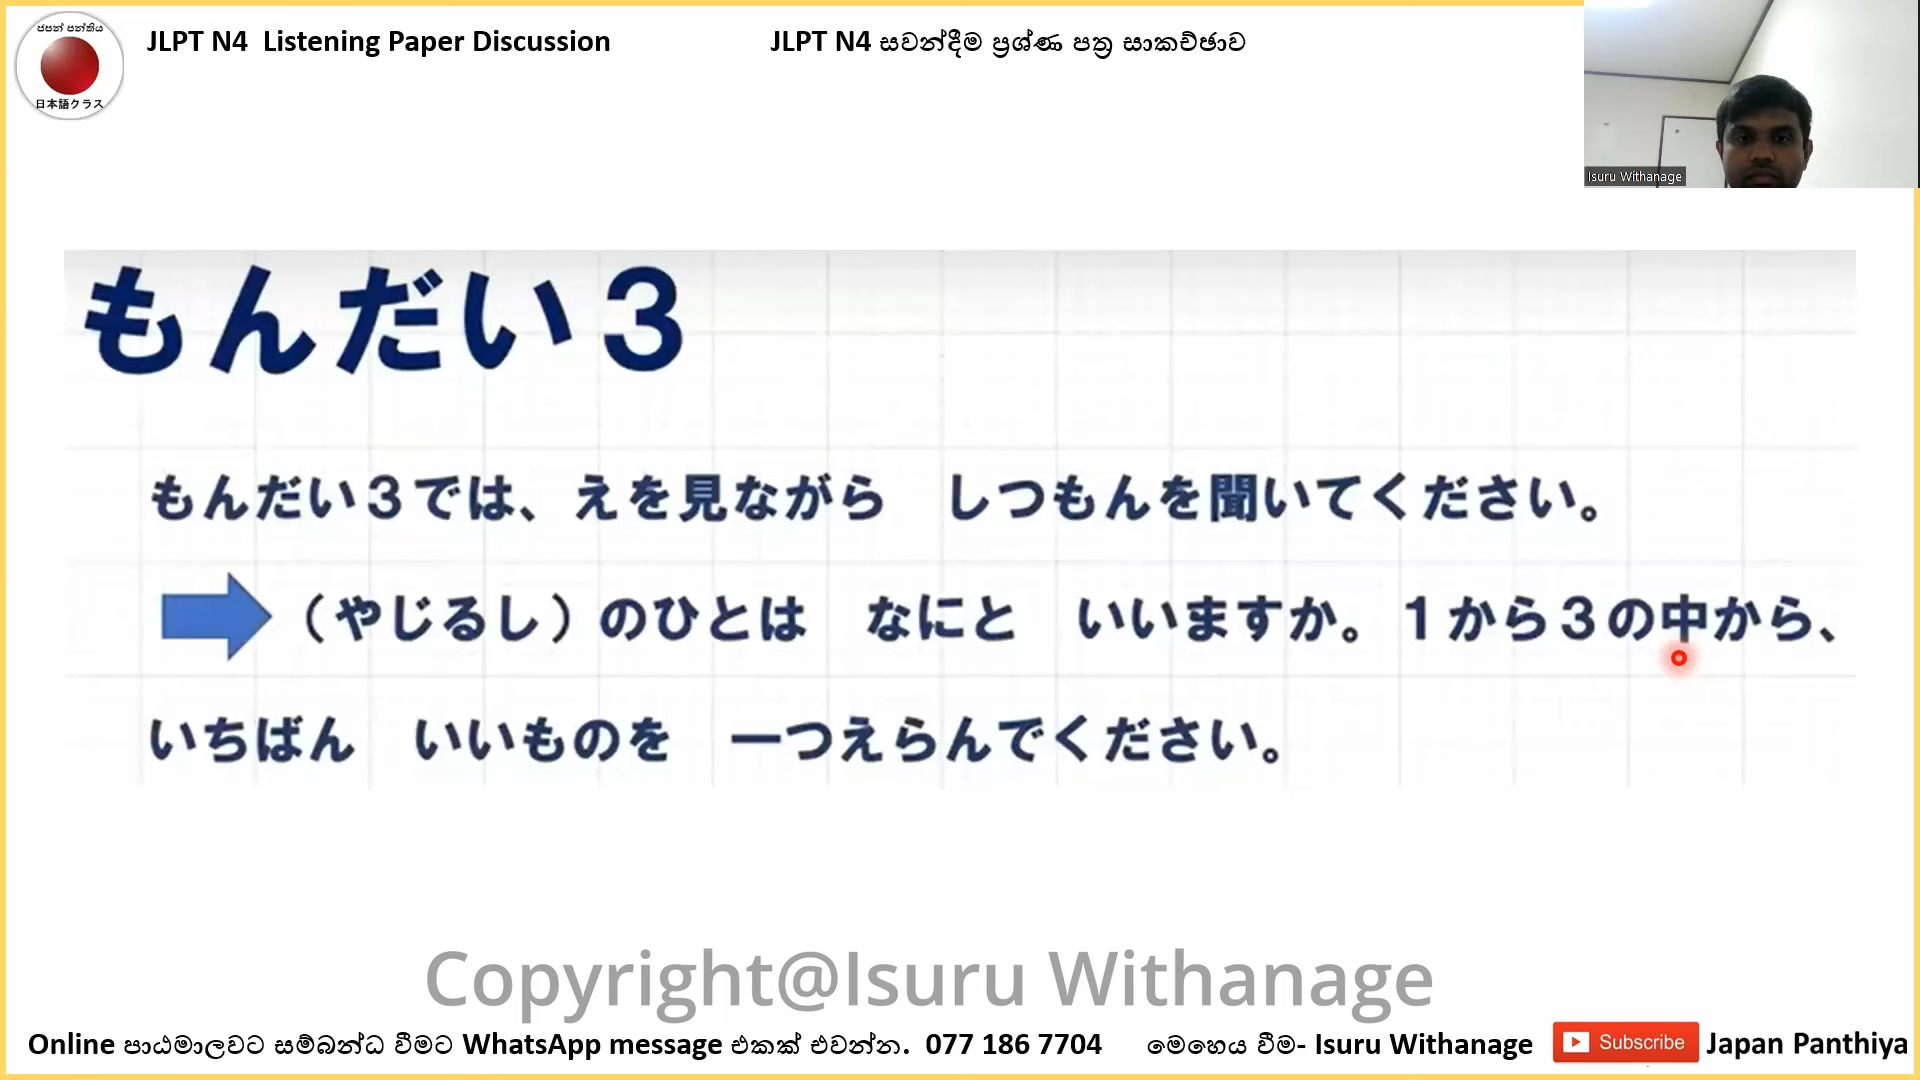 ජපන් පන්තිය
日本語クラス
JLPT N4 Listening Paper Discussion
JLPT N4 සවන්දීම ප්‍රශ්ණ පත්‍ර සාකච්ඡාව
Isuru Withanage
もんだい３
もんだい３では、えを見ながら　しつもんを聞いてください。
（やじるし）のひとは　なにと　いいますか。１から３の中から、
いちばん　いいものを　一つえらんでください。
Copyright@Isuru Withanage
Online පාඨමාලවට සම්බන්ධ වීමට WhatsApp message එකක් එවන්න. 077 186 7704
මෙහෙය වීම- Isuru Withanage
Subscribe
Japan Panthiya